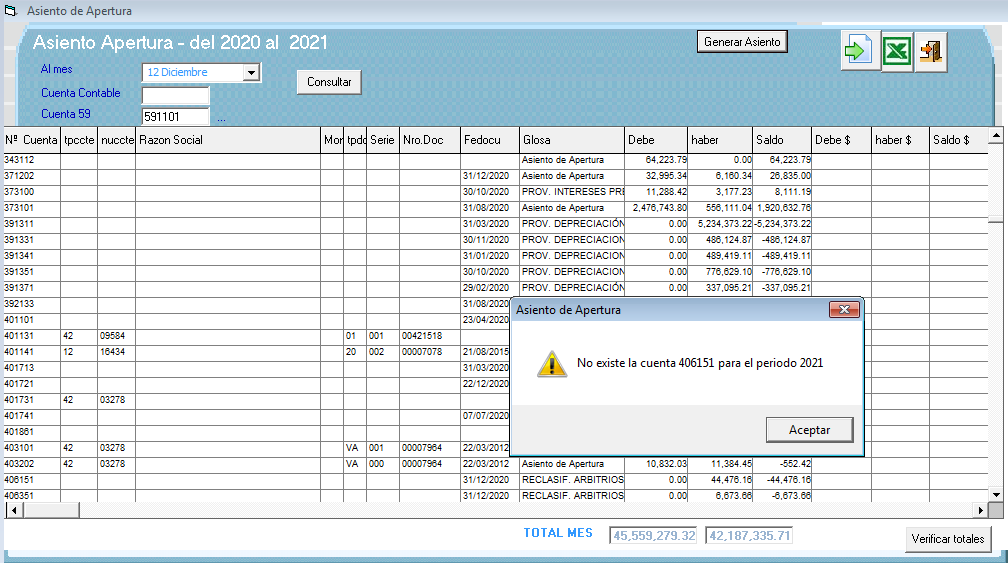 Asiento de Apertura
Asiento Apertura - del 2020 al 2021
Generar Asiento
Al mes 12 Diciembre
Consultar
Cuenta Contable
Cuenta 59 591101 ...
Nº Cuenta tpccte nuccte Razon Social Mor tpdc Serie Nro.Doc Fedocu Glosa Debe haber Saldo Debe $ haber $ Saldo $
343112 Asiento de Apertura 64,223.79 0.00 64,223.79
371202 31/12/2020 Asiento de Apertura 32,995.34 6,160.34 26,835.00
373100 30/10/2020 PROV. INTERESES PRE 11,288.42 3,177.23 8,111.19
373101 31/08/2020 Asiento de Apertura 2,476,743.80 556,111.04 1,920,632.76
391311 31/03/2020 PROV. DEPRECIACIÓN 0.00 5,234,373.22 -5,234,373.22
391331 30/11/2020 PROV. DEPRECIACION 0.00 486,124.87 -486,124.87
391341 31/01/2020 PROV. DEPRECIACION 0.00 489,419.11 -489,419.11
391351 30/10/2020 PROV. DEPRECIACION 0.00 776,629.10 -776,629.10
391371 29/02/2020 PROV. DEPRECIACIÓN 0.00 337,095.21 -337,095.21
392133 31/08/2020
401101 23/04/2020
401131 42 09584 01 001 00421518
401141 12 16434 20 002 00007078 21/08/2015
401713 31/03/2020
401721 22/12/2020
401731 42 03278
401741 07/07/2020
401861
403101 42 03278 VA 001 00007964 22/03/2012
403202 42 03278 VA 000 00007964 22/03/2012 Asiento de Apertura 10,832.03 11,384.45 -552.42
406151 31/12/2020 RECLASIF. ARBITRIOS 0.00 44,476.16 -44,476.16
406351 31/12/2020 RECLASIF. ARBITRIOS 0.00 6,673.66 -6,673.66
Asiento de Apertura
No existe la cuenta 406151 para el periodo 2021
Aceptar
TOTAL MES 45,559,279.32 42,187,335.71
Verificar totales